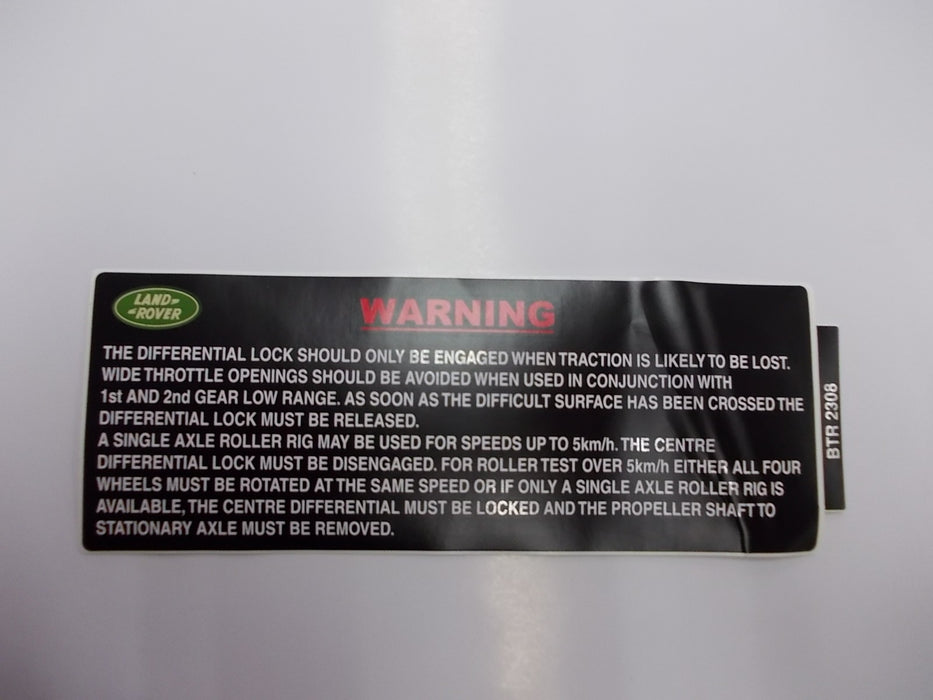 LAND-
-ROVER
WARNING
THE DIFFERENTIAL LOCK SHOULD ONLY BE ENGAGED WHEN TRACTION IS LIKELY TO BE LOST.
WIDE THROTTLE OPENINGS SHOULD BE AVOIDED WHEN USED IN CONJUNCTION WITH
1st AND 2nd GEAR LOW RANGE. AS SOON AS THE DIFFICULT SURFACE HAS BEEN CROSSED THE
DIFFERENTIAL LOCK MUST BE RELEASED.
A SINGLE AXLE ROLLER RIG MAY BE USED FOR SPEEDS UP TO 5km/h. THE CENTRE
DIFFERENTIAL LOCK MUST BE DISENGAGED. FOR ROLLER TEST OVER 5km/h EITHER ALL FOUR
WHEELS MUST BE ROTATED AT THE SAME SPEED OR IF ONLY A SINGLE AXLE ROLLER RIG IS
AVAILABLE, THE CENTRE DIFFERENTIAL MUST BE LOCKED AND THE PROPELLER SHAFT TO
STATIONARY AXLE MUST BE REMOVED.
BTR 2308